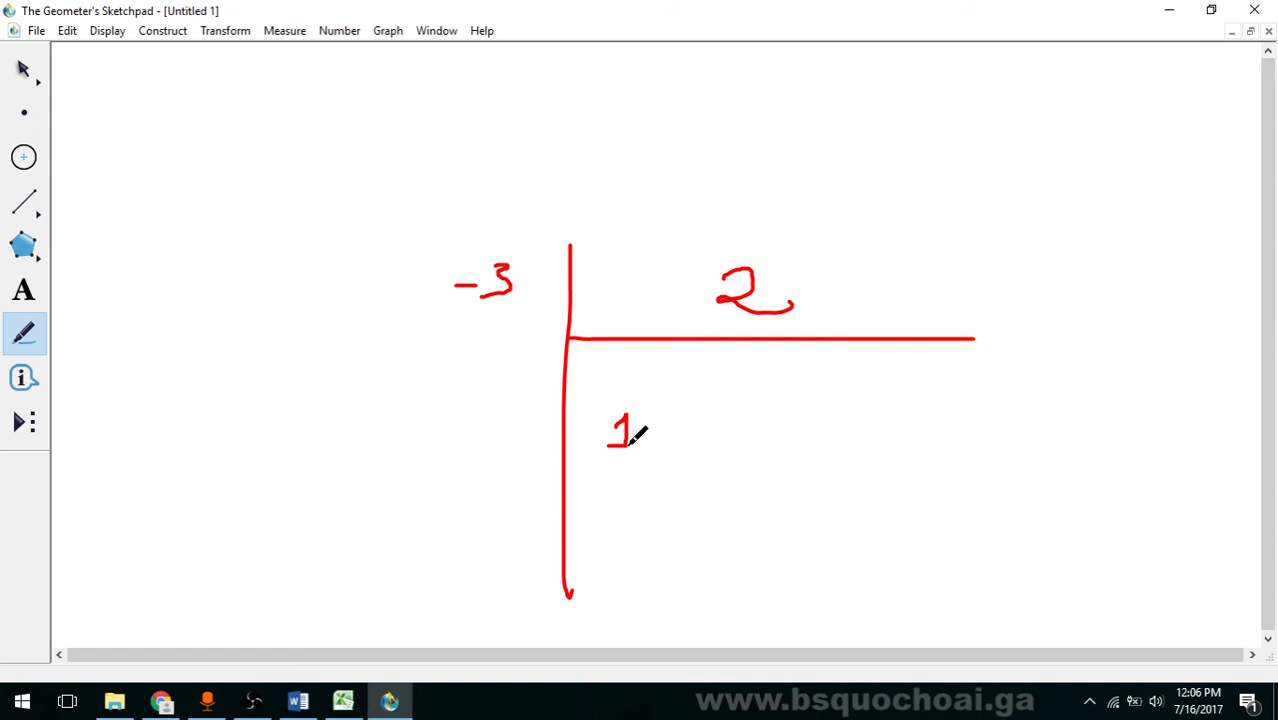 The Geometer's Sketchpad - [Untitled 1]
File Edit Display Construct Transform Measure Number Graph Window Help
A
-3 2
1
www.bsquochoai.ga
12:06 PM
7/16/2017
1